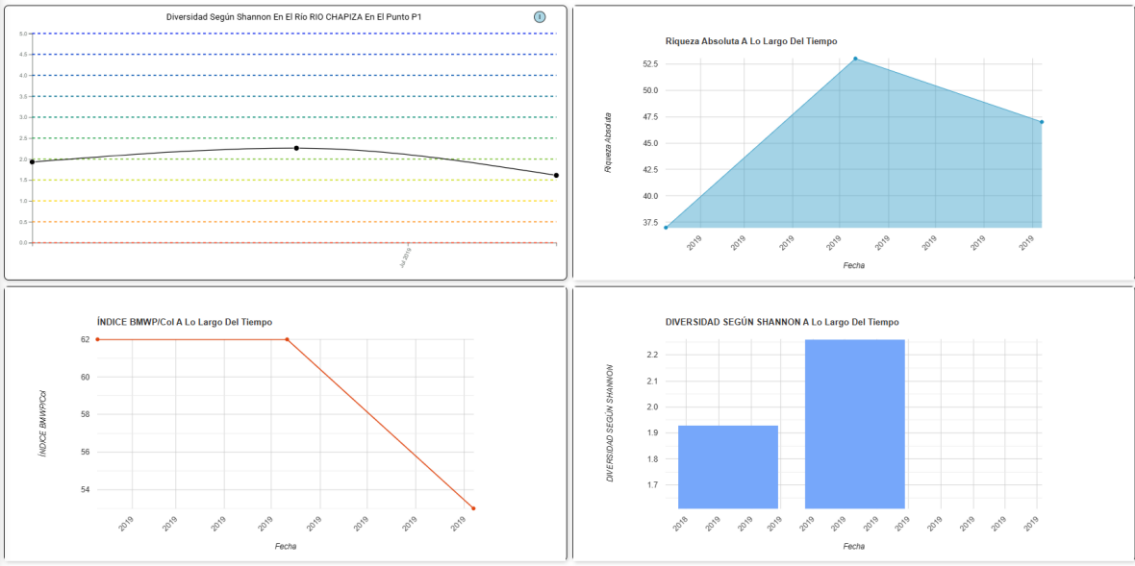 Diversidad Según Shannon En El Río RIO CHAPIZA En El Punto P1
i
5.0
4.5
4.0
3.5
3.0
2.5
2.0
1.5
1.0
0.5
0.0
Jul 2019
Riqueza Absoluta A Lo Largo Del Tiempo
Riqueza Absoluta
52.5
50.0
47.5
45.0
42.5
40.0
37.5
2019 2019 2019 2019 2019 2019 2019 2019
Fecha
ÍNDICE BMWP/Col A Lo Largo Del Tiempo
ÍNDICE BMWP/Col
62
60
58
56
54
2019 2019 2019 2019 2019 2019 2019 2019
Fecha
DIVERSIDAD SEGÚN SHANNON A Lo Largo Del Tiempo
DIVERSIDAD SEGÚN SHANNON
2.2
2.1
2.0
1.9
1.8
1.7
2018 2019 2019 2019 2019 2019 2019 2019 2019 2019 2019 2019
Fecha